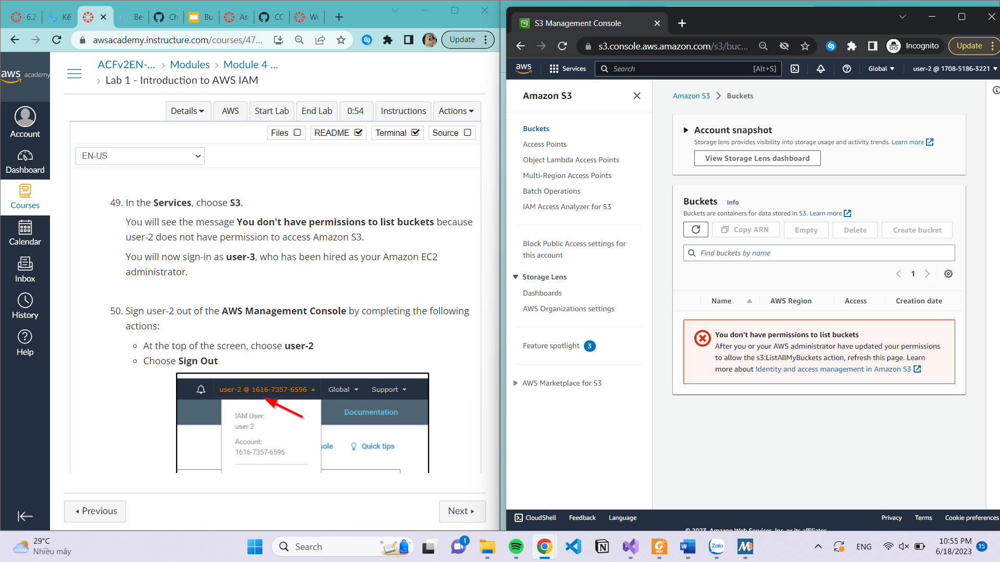 6.2
Kế
Be
Ch
Bu
As
CC
We
awsacademy.instructure.com/courses/47...
Update
aws academy
Account
Dashboard
Courses
Calendar
Inbox
History
Help
ACFv2EN-... > Modules > Module 4 ...
> Lab 1 - Introduction to AWS IAM
Details
AWS
Start Lab
End Lab
0:54
Instructions
Actions
Files
README
Terminal
Source
EN-US
49. In the Services, choose S3.
You will see the message You don't have permissions to list buckets because
user-2 does not have permission to access Amazon S3.
You will now sign-in as user-3, who has been hired as your Amazon EC2
administrator.
50. Sign user-2 out of the AWS Management Console by completing the following
actions:
At the top of the screen, choose user-2
Choose Sign Out
user-2 @ 1616-7357-6596
Global
Support
IAM User:
user-2
Account:
1616-7357-6596
Documentation
sole
Quick tips
Previous
Next
S3 Management Console
s3.console.aws.amazon.com/s3/buc...
Incognito
Update
aws
Services
Search
[Alt+S]
Global
user-2 @ 1708-5186-3221
Amazon S3
Buckets
Access Points
Object Lambda Access Points
Multi-Region Access Points
Batch Operations
IAM Access Analyzer for S3
Block Public Access settings for
this account
Storage Lens
Dashboards
AWS Organizations settings
Feature spotlight 3
AWS Marketplace for S3
Amazon S3 > Buckets
Account snapshot
Storage lens provides visibility into storage usage and activity trends. Learn more
View Storage Lens dashboard
Buckets Info
Buckets are containers for data stored in S3. Learn more
Copy ARN
Empty
Delete
Create bucket
Find buckets by name
1
Name
AWS Region
Access
Creation date
You don't have permissions to list buckets
After you or your AWS administrator have updated your permissions
to allow the s3:ListAllMyBuckets action, refresh this page. Learn
more about Identity and access management in Amazon S3
CloudShell
Feedback
Language
Privacy
Terms
Cookie preferences
© 2023, Amazon Web Services, Inc. or its affiliates.
29°C
Nhiều mây
Search
1
Zalo
ENG
10:55 PM
6/18/2023
15